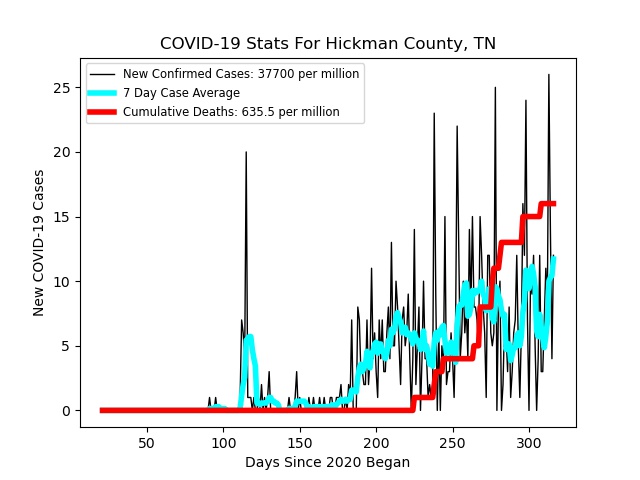 COVID-19 Stats For Hickman County, TN
New Confirmed Cases: 37700 per million
7 Day Case Average
Cumulative Deaths: 635.5 per million
New COVID-19 Cases
25
20
15
10
5
0
50 100 150 200 250 300
Days Since 2020 Began